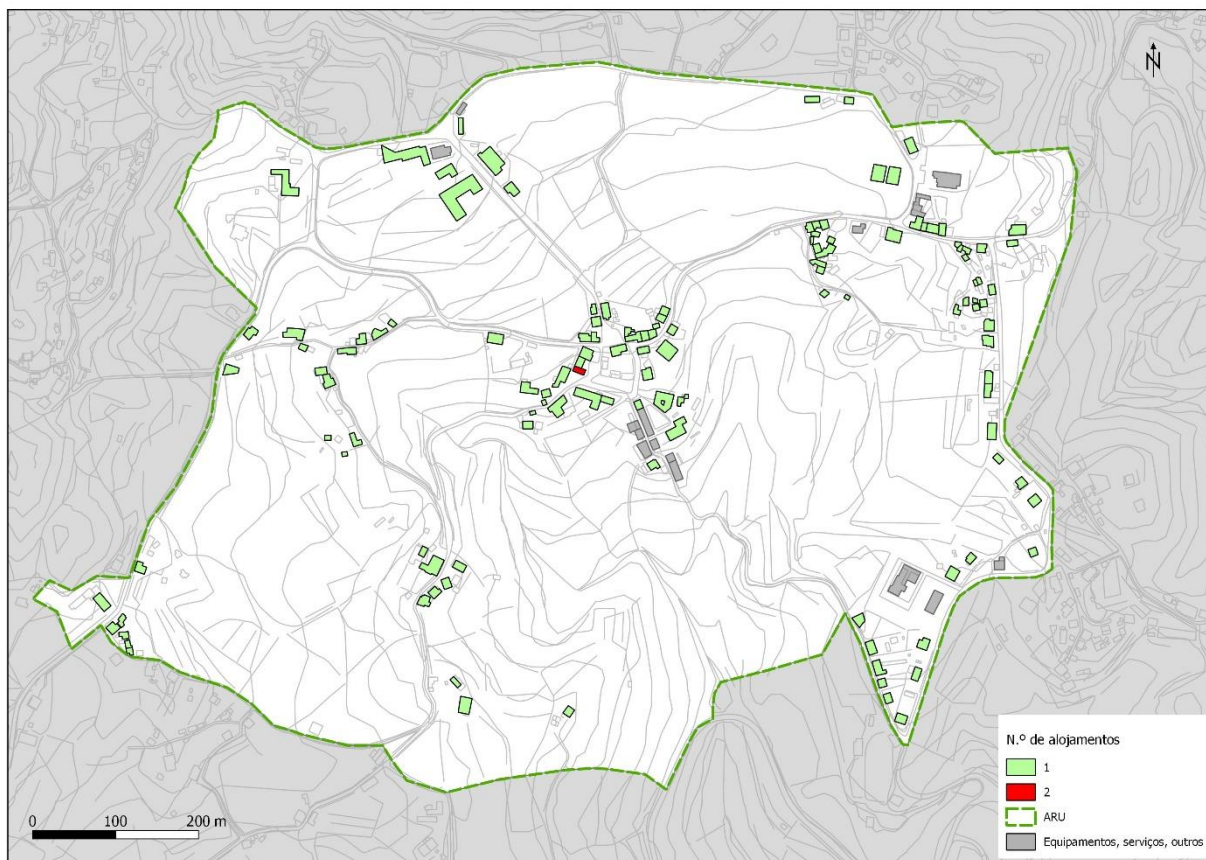 N
N.º de alojamentos
1
2
ARU
Equipamentos, serviços, outros
0 100 200 m